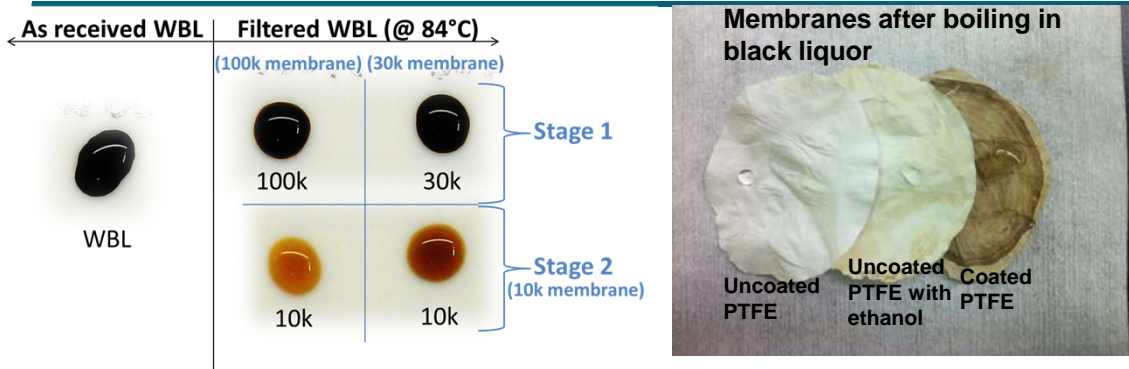 As received WBL
Filtered WBL (@ 84°C)
(100k membrane) (30k membrane)
WBL
100k
30k
Stage 1
10k
10k
Stage 2
(10k membrane)
Membranes after boiling in
black liquor
Uncoated
PTFE
Uncoated
PTFE with
ethanol
Coated
PTFE